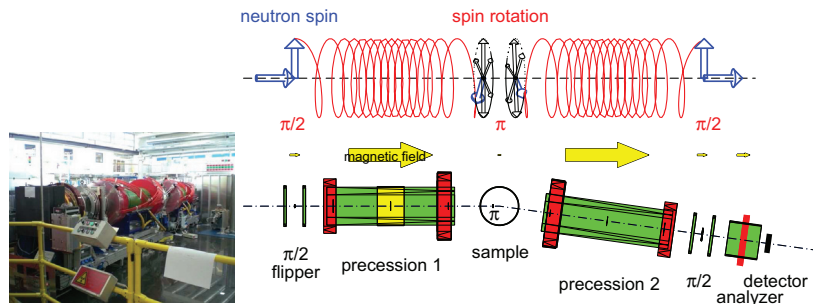 neutron spin
spin rotation
π/2
π
π/2
magnetic field
π
π/2
flipper
precession 1
sample
precession 2
π/2
detector
analyzer